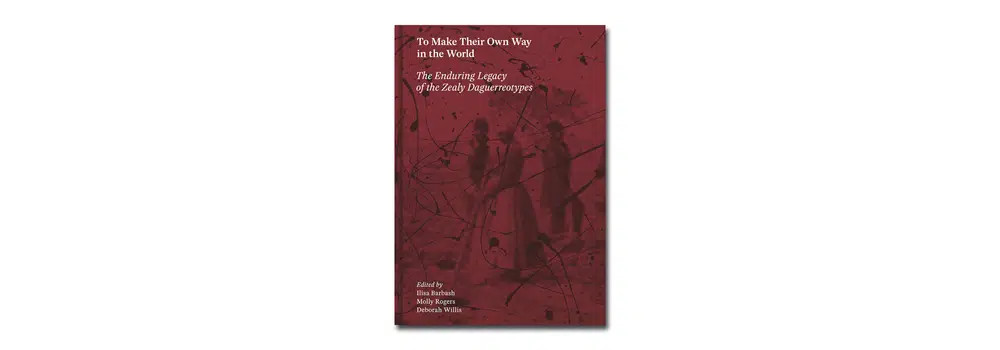 To Make Their Own Way
in the World
The Enduring Legacy
of the Zealy Daguerreotypes
Edited by
Ilisa Barbash
Molly Rogers
Deborah Willis